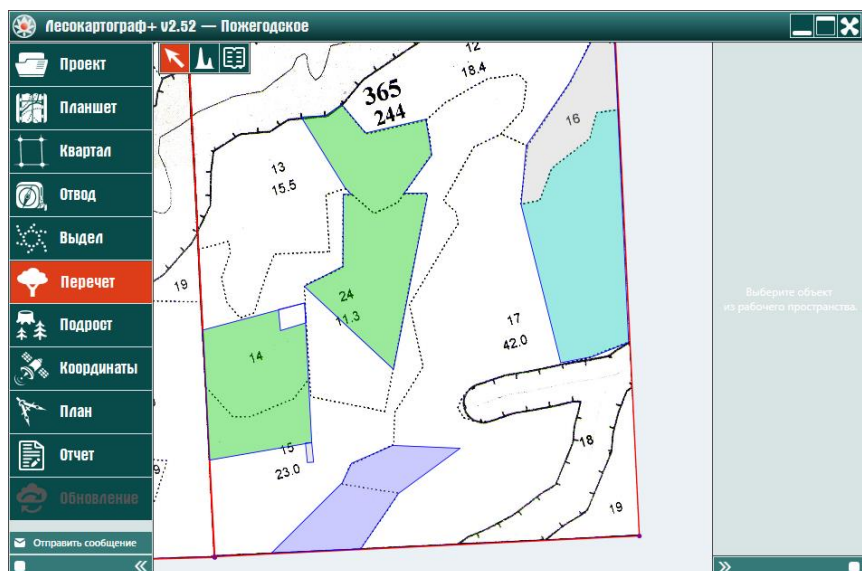 Лесокартограф+ v2.52 — Пожегодское
Проект
Планшет
Квартал
Отвод
Выдел
Перечет
Подрост
Координаты
План
Отчет
Обновление
Отправить сообщение
365
244
12
18.4
13
15.5
16
19
24
11.3
17
42.0
14
15
23.0
18
19
9
Выберите объект
из рабочего пространства.